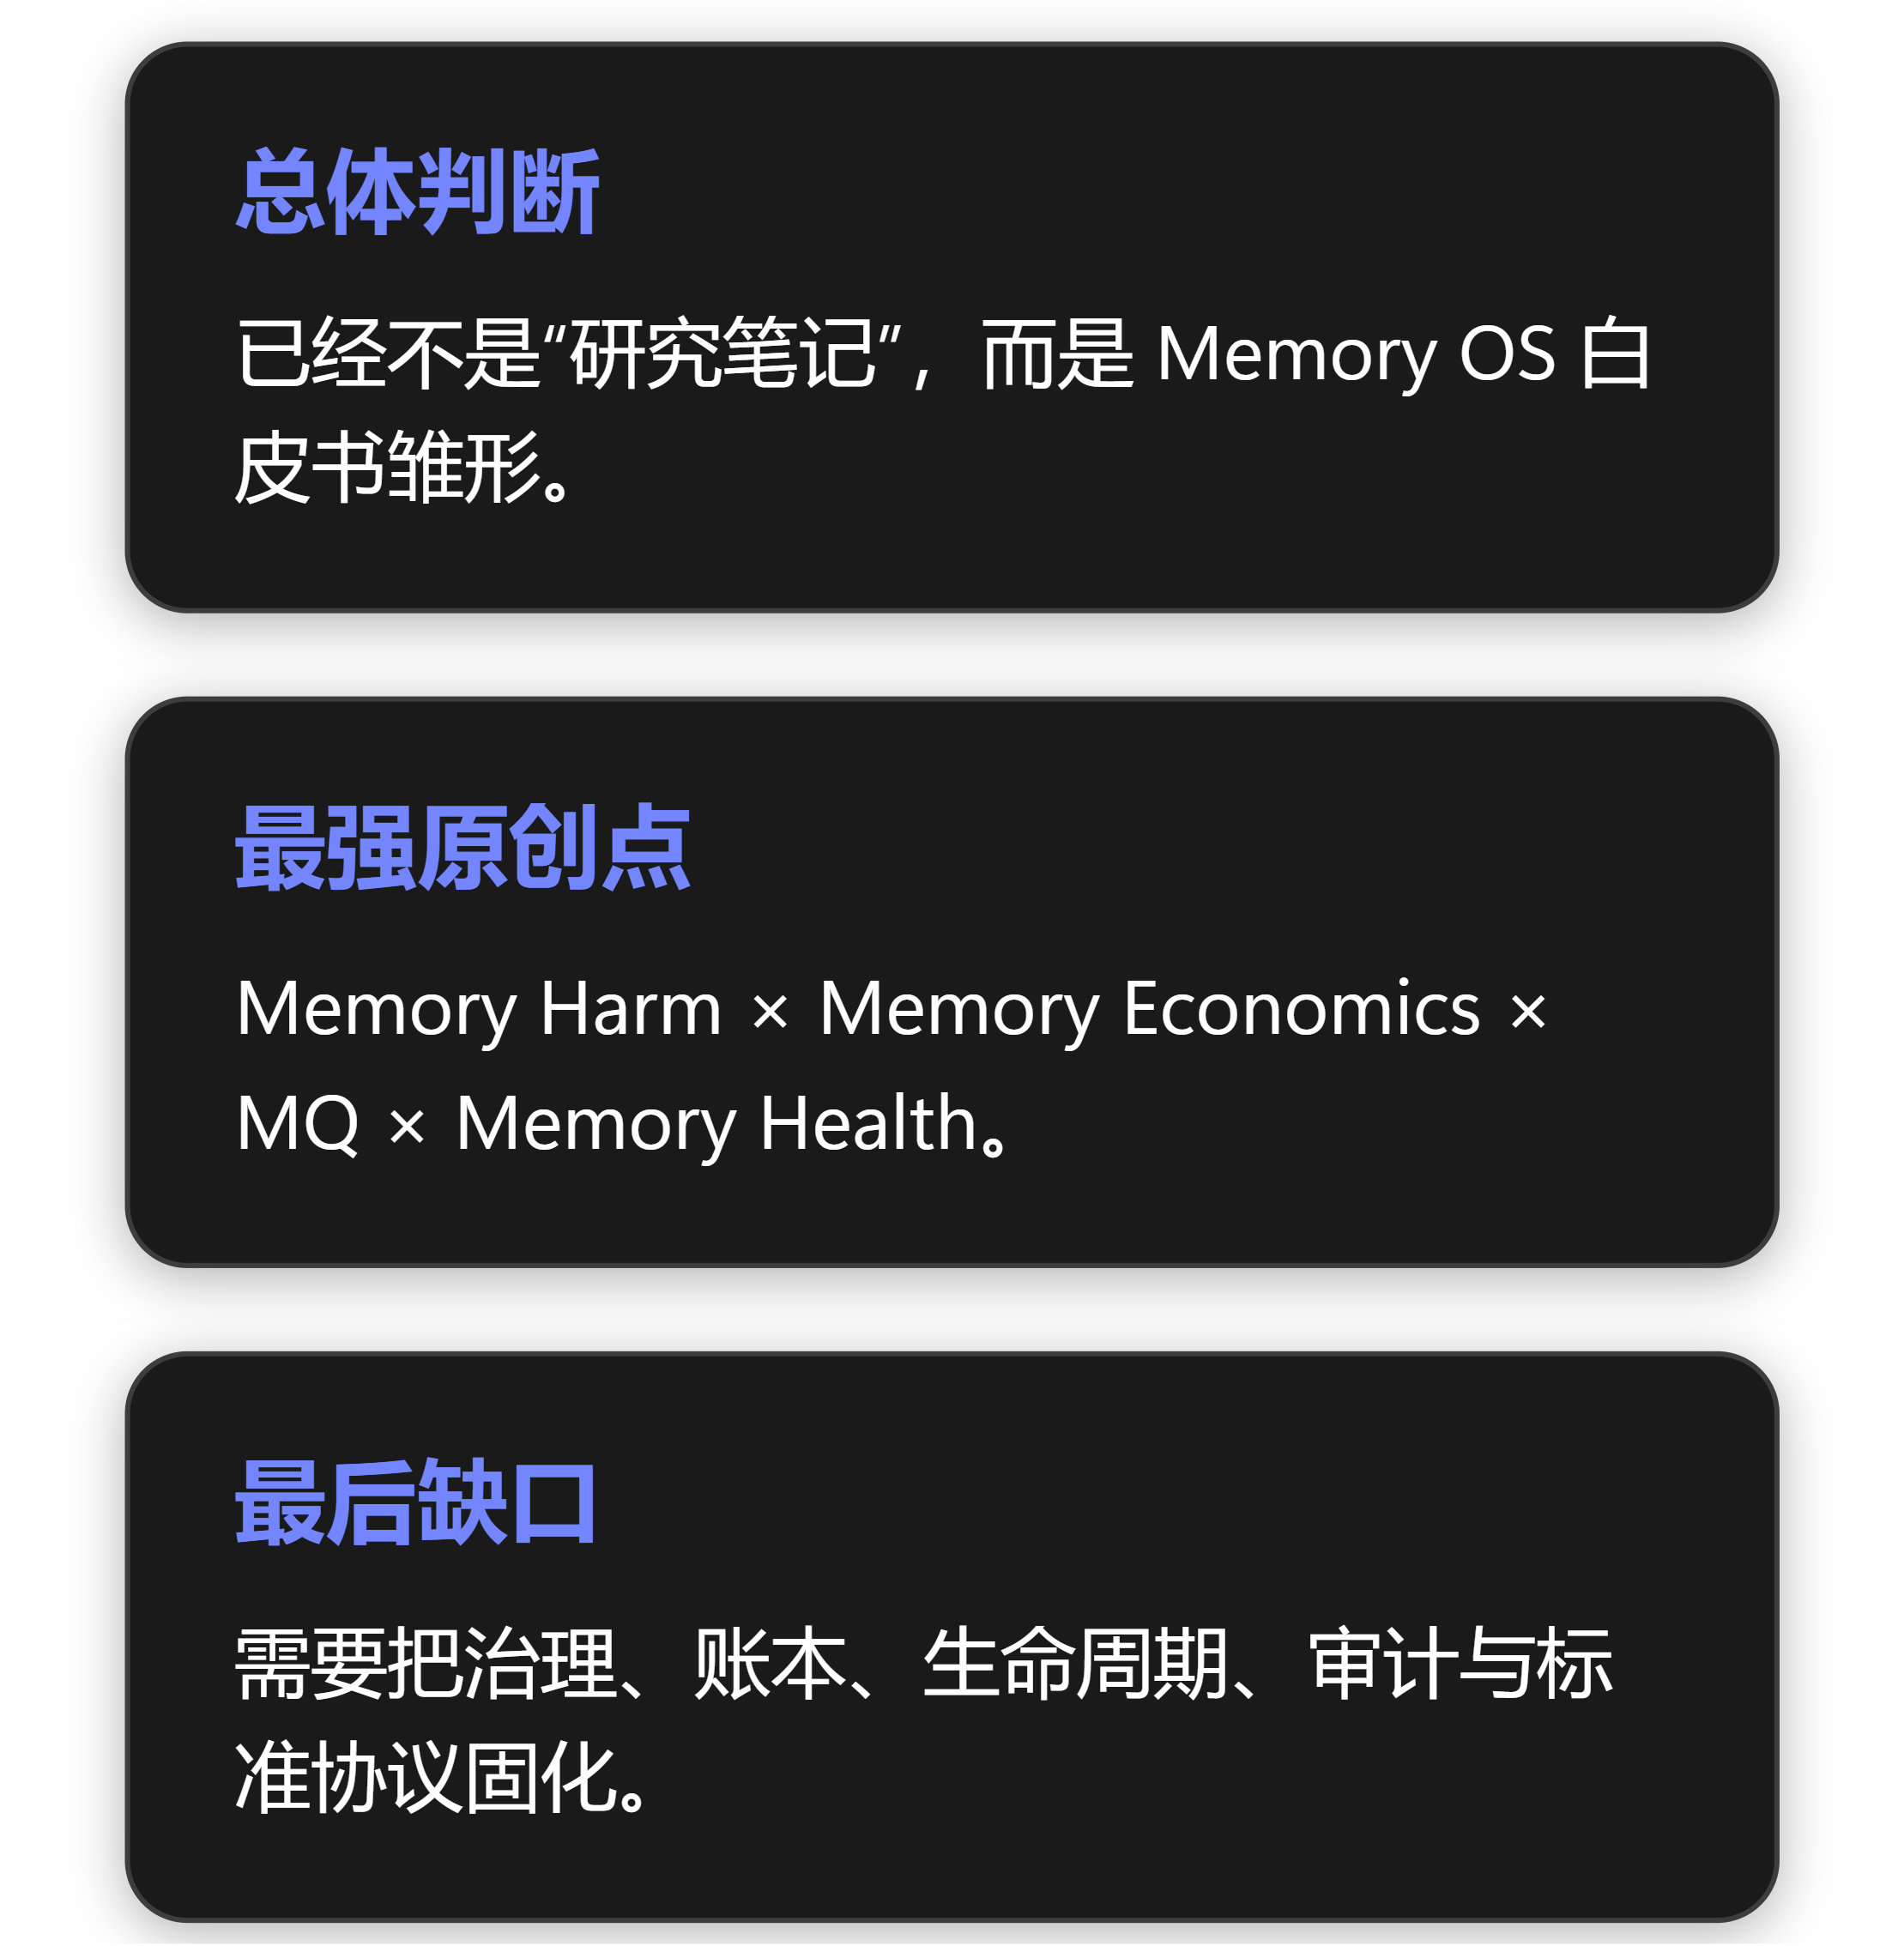 总体判断
已经不是“研究笔记”，而是 Memory OS 白
皮书雏形。
最强原创点
Memory Harm × Memory Economics ×
MQ × Memory Health。
最后缺口
需要把治理、账本、生命周期、审计与标
准协议固化。